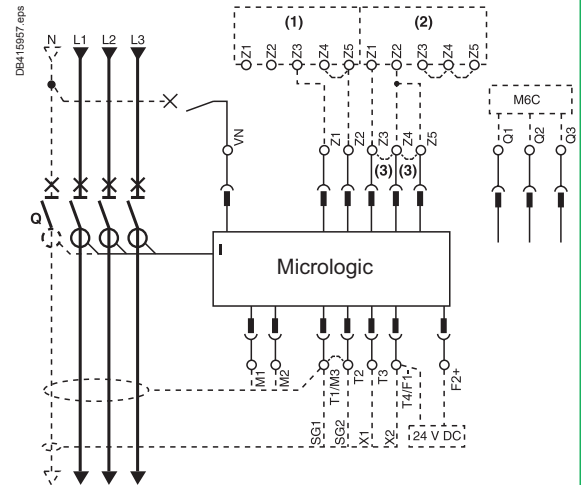 DB415957.eps
N L1 L2 L3
(1) (2)
Z1 Z2 Z3 Z4 Z5 Z1 Z2 Z3 Z4 Z5
M6C
Q1 Q2 Q3
VN
Z1 Z2 Z3 Z4 Z5
(3) (3)
Q
I
Micrologic
M1 M2 T1/M3 T2 T3 T4/F1- F2+
SG1 SG2 X1 X2
24 V DC